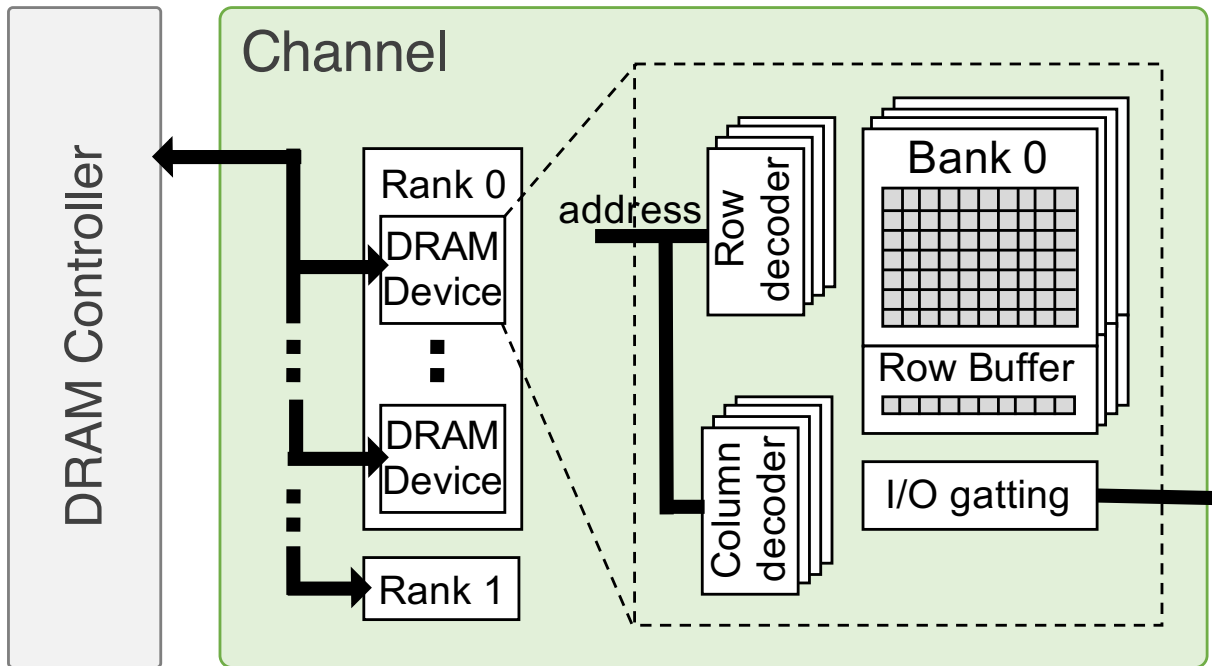 DRAM Controller
Channel
Rank 0
DRAM
Device
DRAM
Device
Rank 1
address
Row
decoder
Column
decoder
Bank 0
Row Buffer
I/O gatting